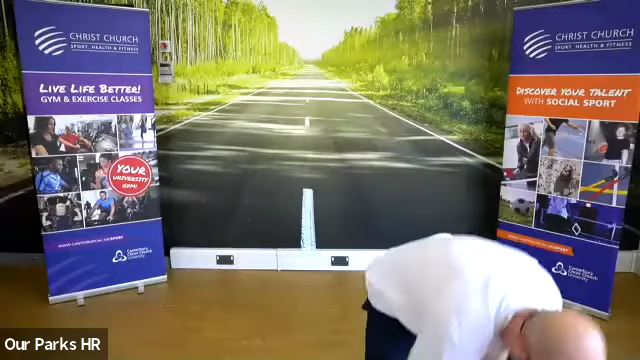 CHRIST CHURCH
SPORT, HEALTH & FITNESS
LIVE LIFE BETTER!
GYM & EXERCISE CLASSES
YOUR
UNIVERSITY
GYM!
Canterbury
Christ Church
University
CHRIST CHURCH
SPORT, HEALTH & FITNESS
DISCOVER YOUR TALENT
WITH SOCIAL SPORT
Canterbury
Christ Church
University
Our Parks HR